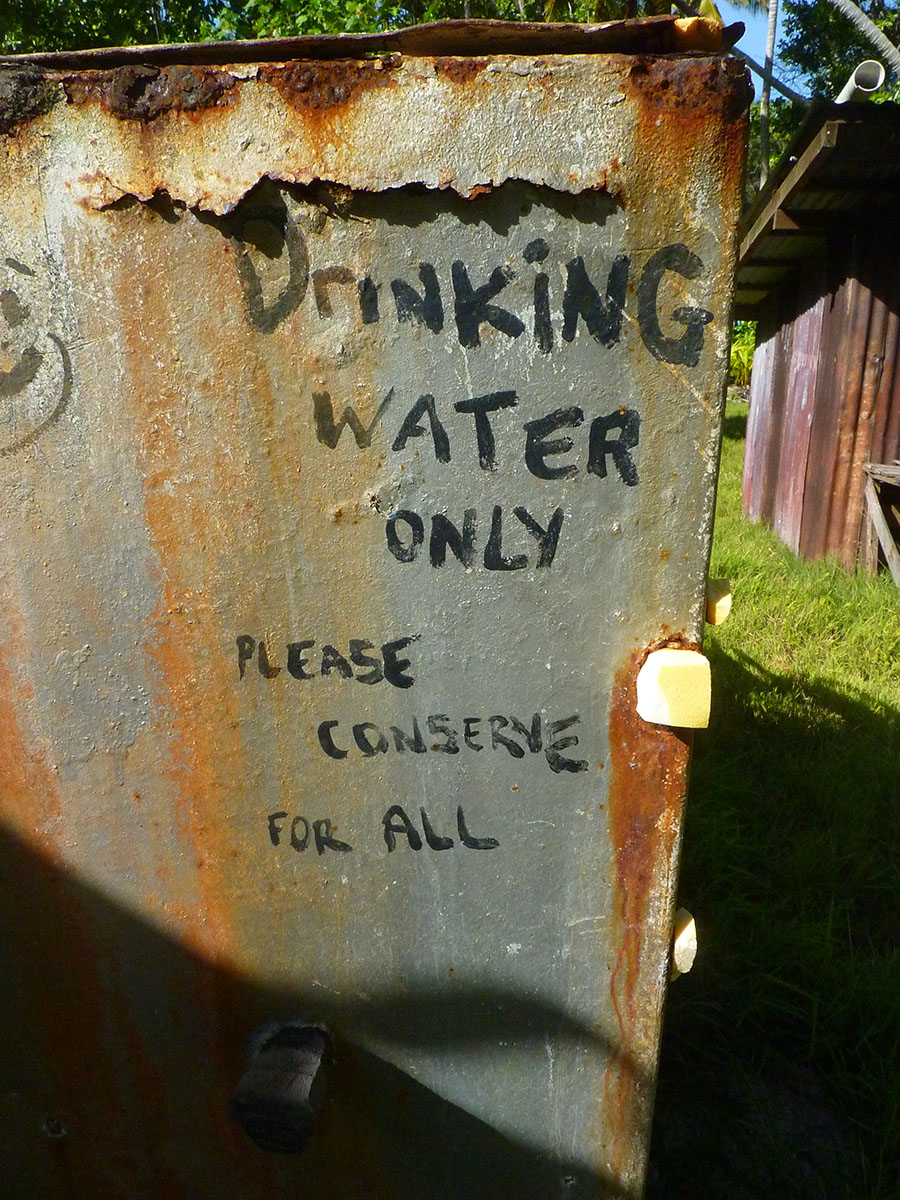 DrinKiNG
WATER
ONLY
PLEASE
CONSERVE
FOR ALL